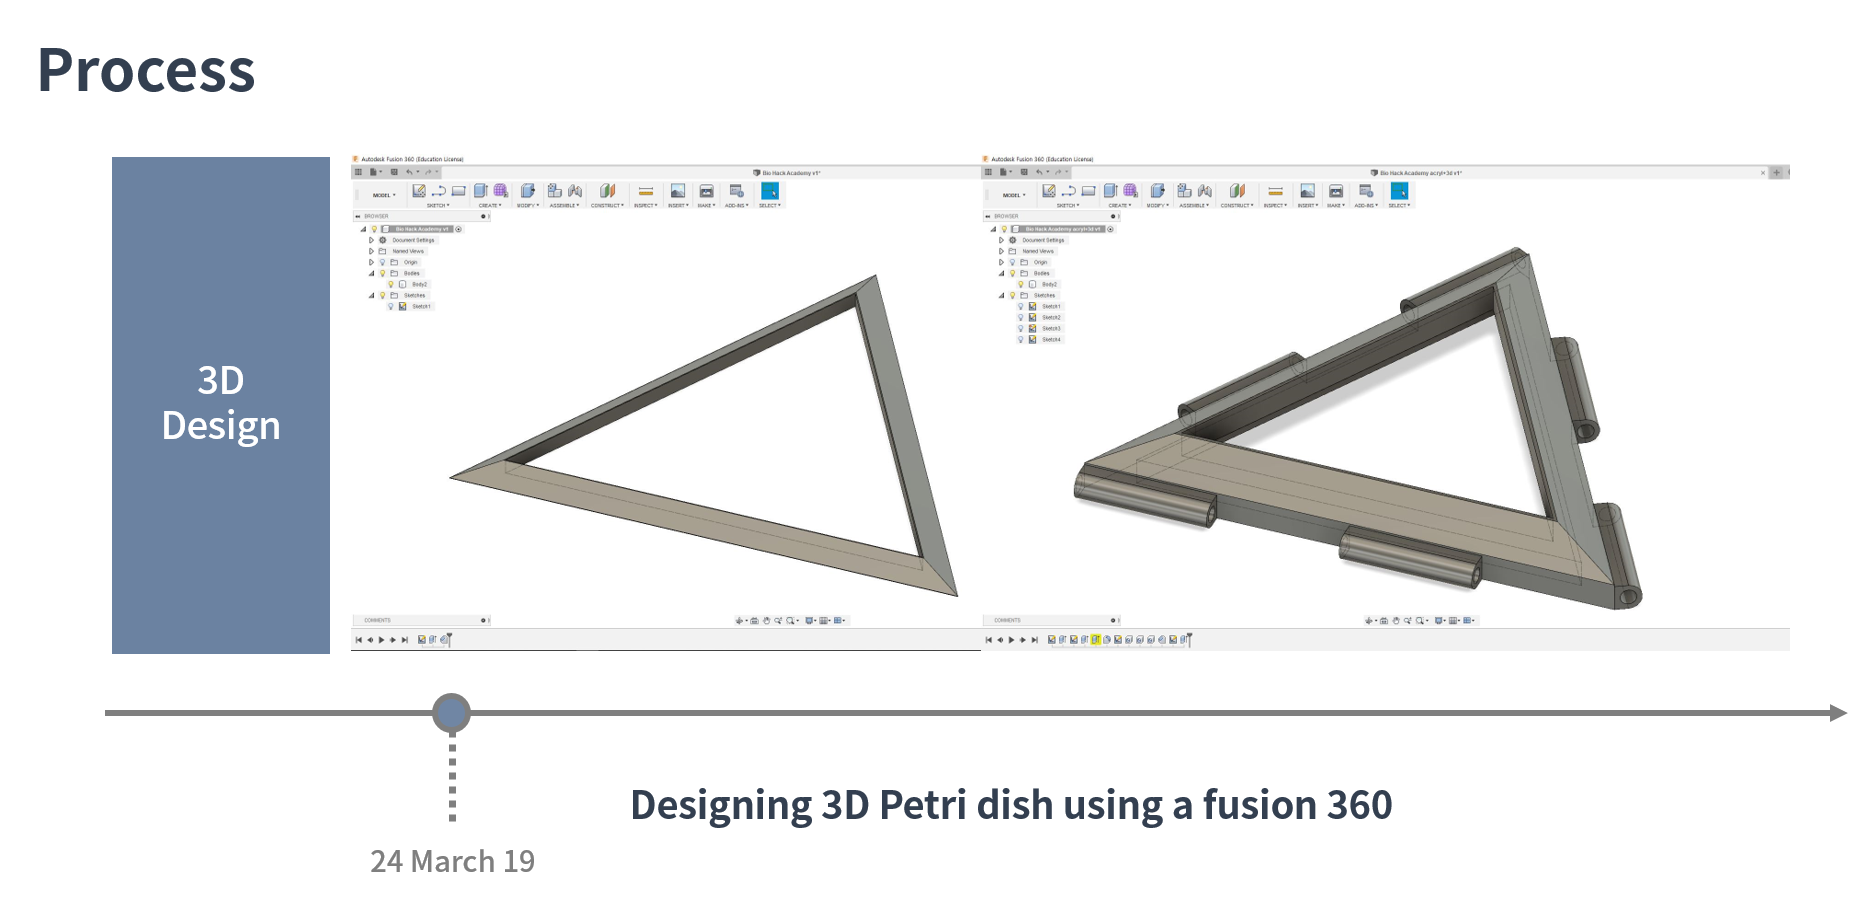 Process
3D
Design
Autodesk Fusion 360 (Education License)
Bio Hack Academy v1*
MODEL
SKETCH
CREATE
MODIFY
ASSEMBLE
CONSTRUCT
INSPECT
INSERT
MAKE
ADD-INS
SELECT
BROWSER
Bio Hack Academy v1
Document Settings
Named Views
Origin
Bodies
Body2
Sketches
Sketch1
COMMENTS
Autodesk Fusion 360 (Education License)
Bio Hack Academy acryl+3d v1*
MODEL
SKETCH
CREATE
MODIFY
ASSEMBLE
CONSTRUCT
INSPECT
INSERT
MAKE
ADD-INS
SELECT
BROWSER
Bio Hack Academy acryl+3d v1
Document Settings
Named Views
Origin
Bodies
Body2
Sketches
Sketch1
Sketch2
Sketch3
Sketch4
COMMENTS
Designing 3D Petri dish using a fusion 360
24 March 19